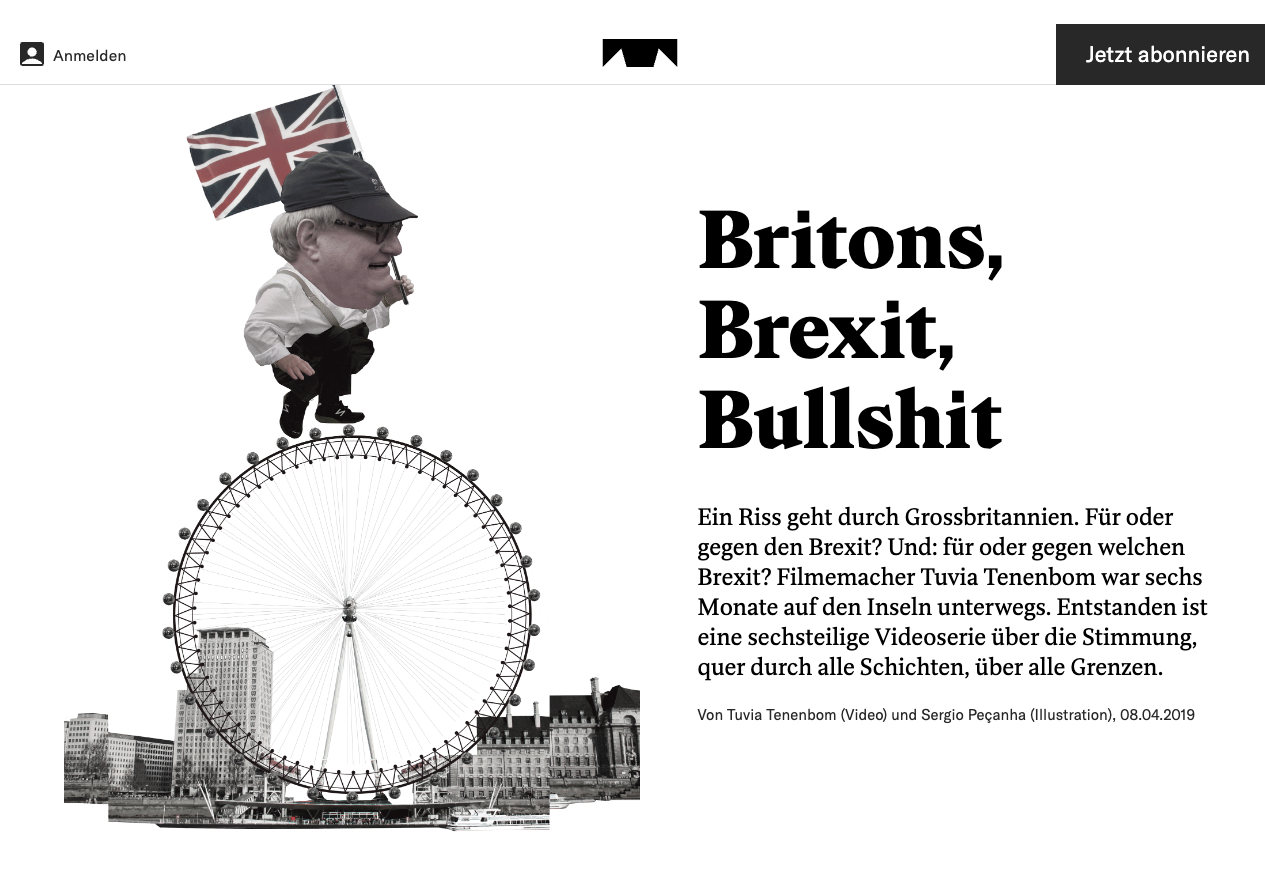 Anmelden
Jetzt abonnieren
Britons,
Brexit,
Bullshit
Ein Riss geht durch Grossbritannien. Für oder
gegen den Brexit? Und: für oder gegen welchen
Brexit? Filmemacher Tuvia Tenenbom war sechs
Monate auf den Inseln unterwegs. Entstanden ist
eine sechsteilige Videoserie über die Stimmung,
quer durch alle Schichten, über alle Grenzen.
Von Tuvia Tenenbom (Video) und Sergio Peçanha (Illustration), 08.04.2019